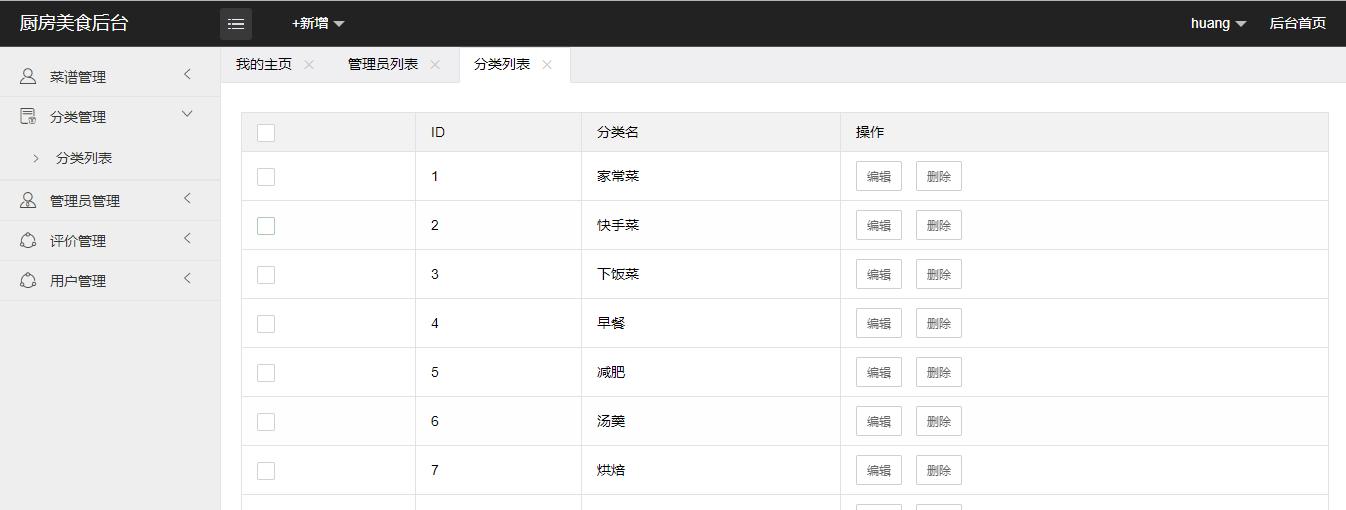 厨房美食后台 +新增 huang 后台首页
我的主页 管理员列表 分类列表
菜谱管理
分类管理
分类列表
管理员管理
评价管理
用户管理
ID 分类名 操作
1 家常菜 编辑 删除
2 快手菜 编辑 删除
3 下饭菜 编辑 删除
4 早餐 编辑 删除
5 减肥 编辑 删除
6 汤羹 编辑 删除
7 烘焙 编辑 删除